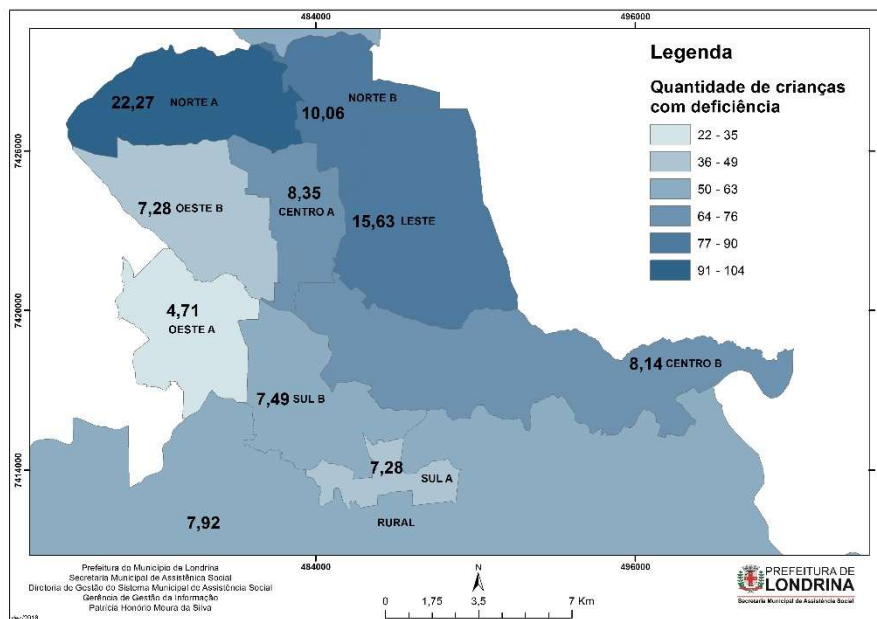 484000
496000
Legenda
Quantidade de crianças
com deficiência
22 - 35
36 - 49
50 - 63
64 - 76
77 - 90
91 - 104
22,27 NORTE A
NORTE B
10,06
7426000
8,35
CENTRO A
7,28 OESTE B
15,63 LESTE
7420000
4,71
OESTE A
8,14 CENTRO B
7,49 SUL B
7414000
7,28
SUL A
7,92
RURAL
Prefeitura do Município de Londrina
Secretaria Municipal de Assistência Social
Diretoria de Gestão do Sistema Municipal de Assistência Social
Gerência de Gestão da Informação
Patrícia Honório Moura da Silva
484000
N
496000
0 1,75 3,5 7 Km
PREFEITURA DE
LONDRINA
Secretaria Municipal de Assistência Social